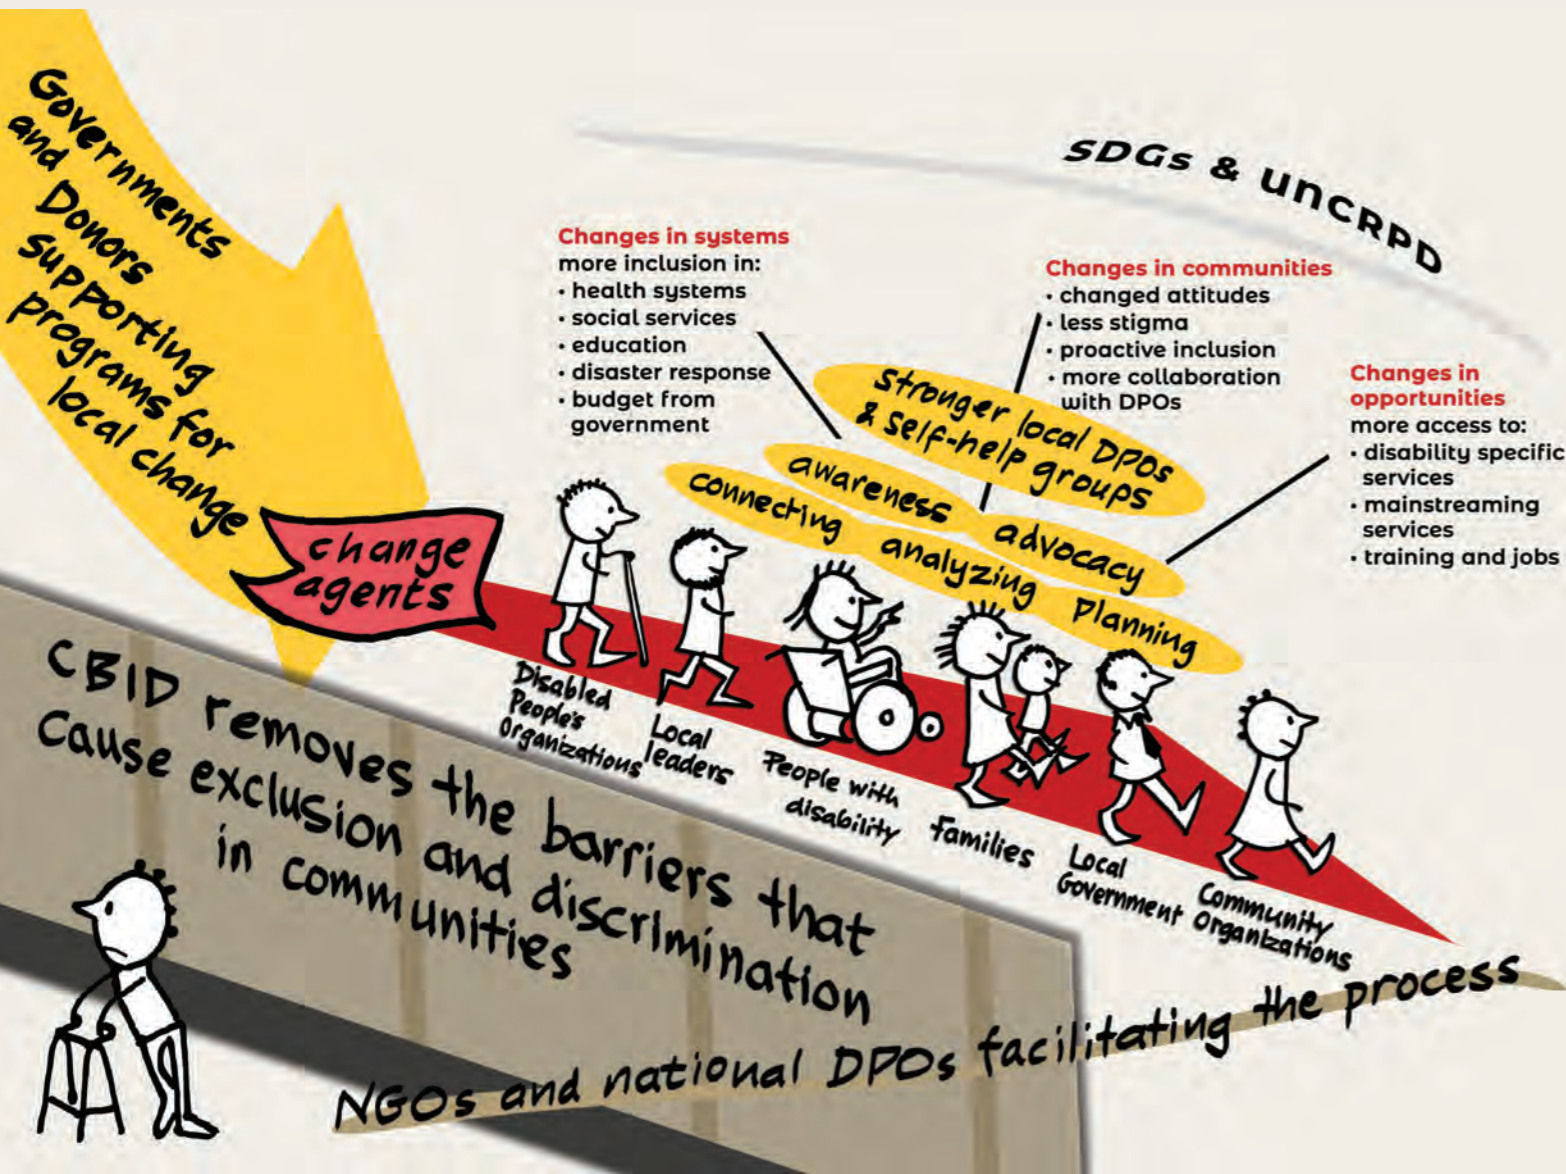 Governments
and
Donors
supporting
programs for
local change
SDGs & UNCRPD
Changes in systems
more inclusion in:
• health systems
• social services
• education
• disaster response
• budget from
government
Changes in communities
• changed attitudes
• less stigma
• proactive inclusion
• more collaboration
with DPOs
Changes in
opportunities
more access to:
• disability specific
services
• mainstreaming
services
• training and jobs
stronger local DPOs
& self-help groups
awareness
advocacy
connecting
analyzing
Planning
change
agents
Disabled
People's
Organizations
Local
leaders
People with
disability
Families
Local
Government
Community
Organizations
CBID removes the barriers that
Cause exclusion and discrimination
in communities
NGOs and national DPOs facilitating the process